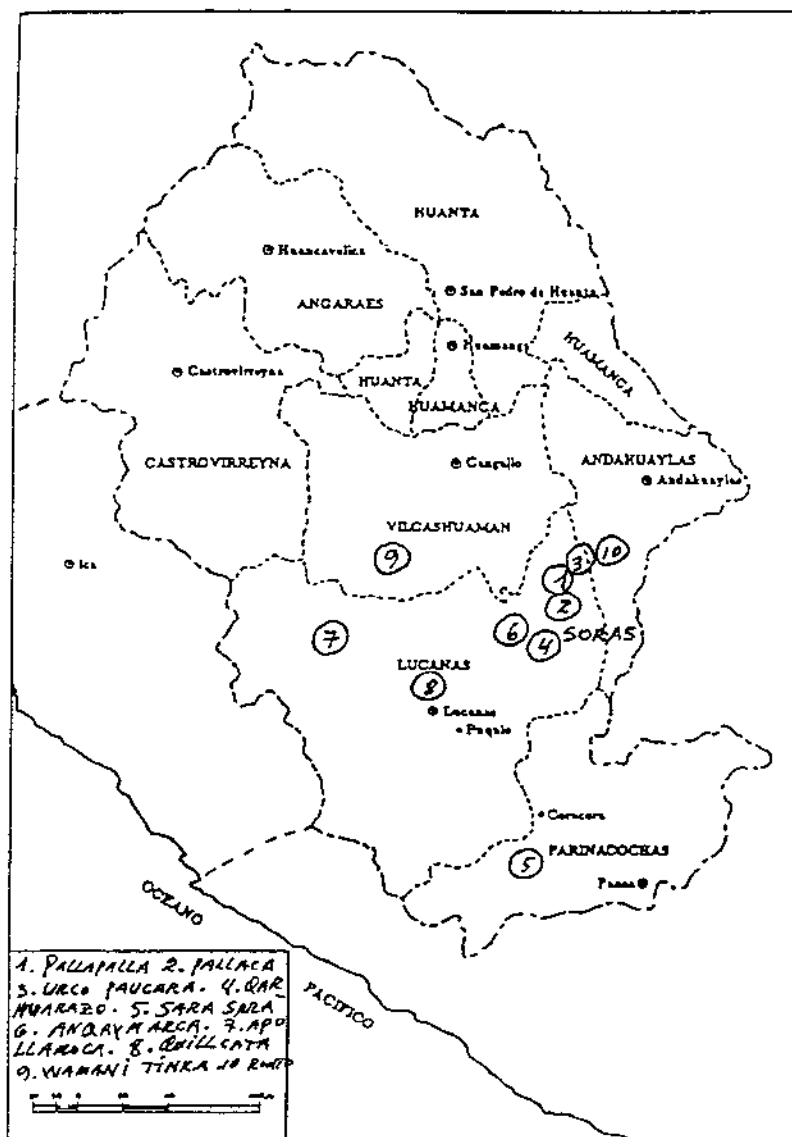 HUANTA
Huancavelica
San Pedro de Huanta
ANGARAES
Huamanga
HUAMANGA
Castrovirreyna
HUANTA
HUAMANGA
CASTROVIRREYNA
Cangallo
ANDAHUAYLAS
Andahuaylas
VILCASHUAMAN
Ica
9
3
10
1
2
7
6
4
SORAS
LUCANAS
8
Lucanas
Puquio
Coracora
5
PARINACOCHAS
Pausa
OCEANO
PACIFICO
1. PALLAPALLA 2. PALLACA
3. URCO PAUCARA. 4. QAR
HUARAZO. 5. SARA SARA
6. ANQAYMARCA. 7. APO
LLAMOCA. 8. QUILLCATA
9. WAMANI TINKA 10